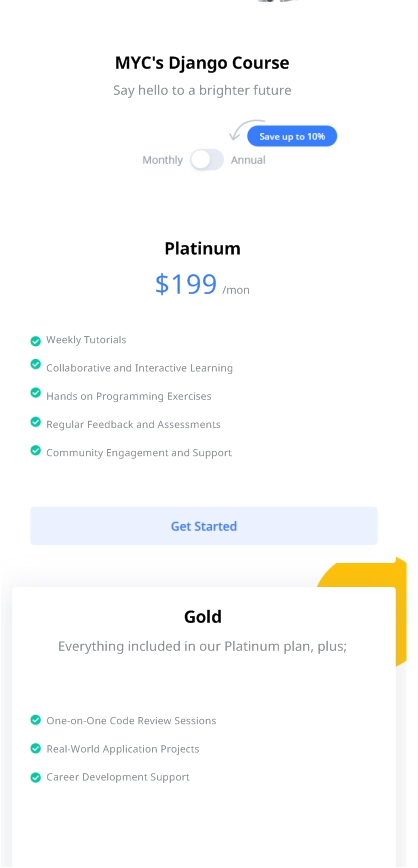 MYC's Django Course
Say hello to a brighter future
Save up to 10%
Monthly Annual
Platinum
$199 /mon
Weekly Tutorials
Collaborative and Interactive Learning
Hands on Programming Exercises
Regular Feedback and Assessments
Community Engagement and Support
Get Started
Gold
Everything included in our Platinum plan, plus;
One-on-One Code Review Sessions
Real-World Application Projects
Career Development Support